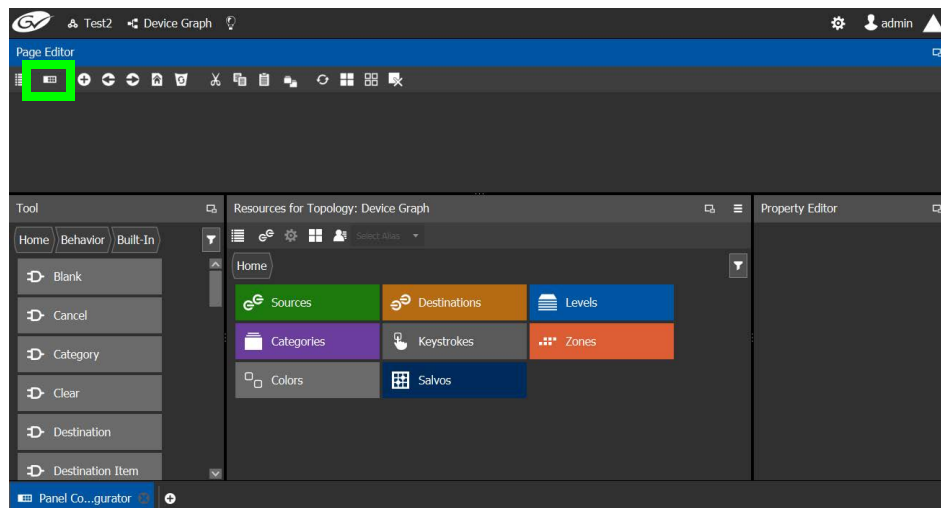 GV Test2 Device Graph admin
Page Editor
Tool
Home Behavior Built-In
Blank
Cancel
Category
Clear
Destination
Destination Item
Resources for Topology: Device Graph
Select Alias
Home
Sources Destinations Levels
Categories Keystrokes Zones
Colors Salvos
Property Editor
Panel Co...gurator